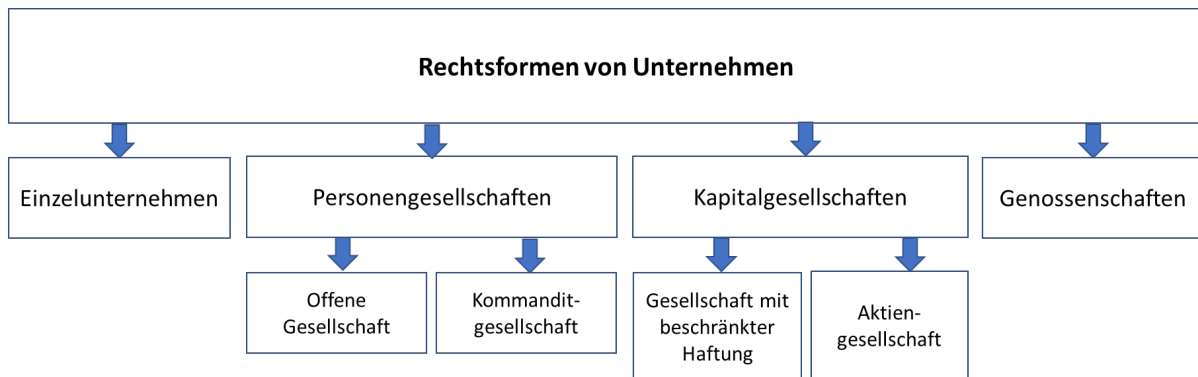 Rechtsformen von Unternehmen
Einzelunternehmen
Personengesellschaften
Kapitalgesellschaften
Genossenschaften
Offene
Gesellschaft
Kommandit-
gesellschaft
Gesellschaft mit
beschränkter
Haftung
Aktien-
gesellschaft